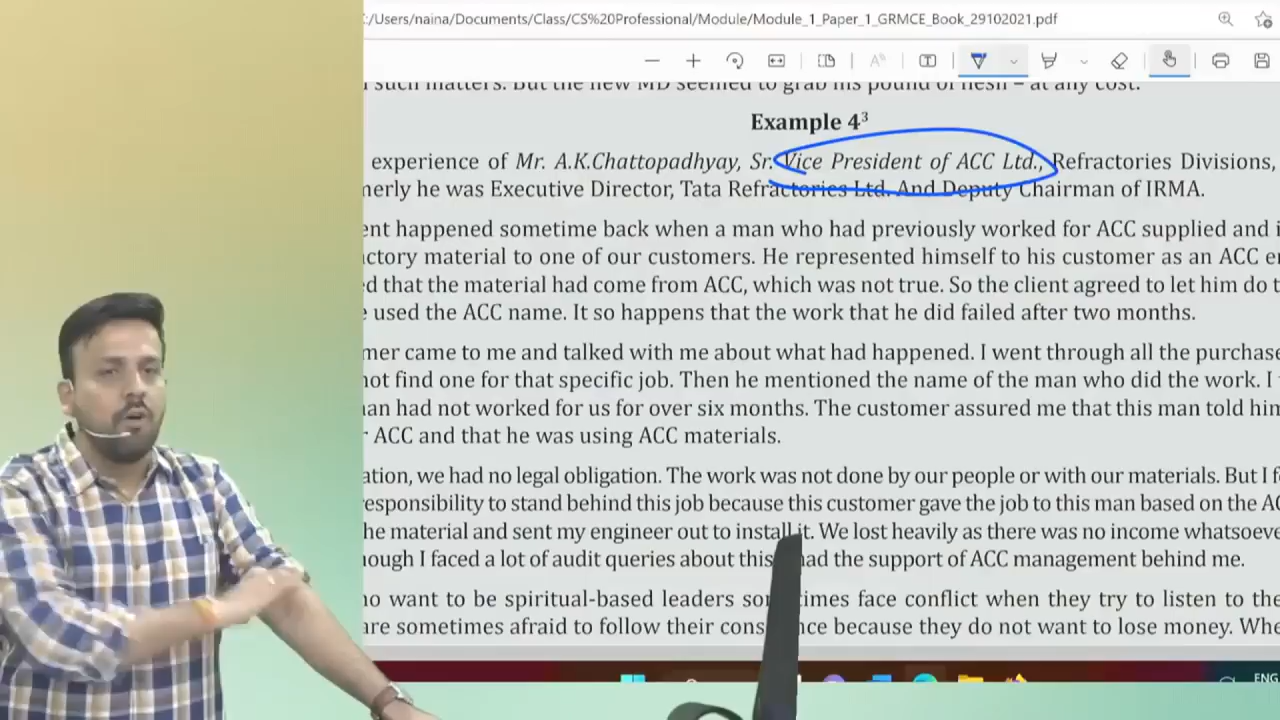 :/Users/naina/Documents/Class/CS%20Professional/Module/Module_1_Paper_1_GRMCE_Book_29102021.pdf
such matters. But the new MD seemed to grab his pound of flesh – at any cost.
Example 4³
experience of Mr. A.K.Chattopadhyay, Sr. Vice President of ACC Ltd., Refractories Divisions,
merly he was Executive Director, Tata Refractories Ltd. And Deputy Chairman of IRMA.
ent happened sometime back when a man who had previously worked for ACC supplied and i
ctory material to one of our customers. He represented himself to his customer as an ACC e
d that the material had come from ACC, which was not true. So the client agreed to let him do t
e used the ACC name. It so happens that the work that he did failed after two months.
mer came to me and talked with me about what had happened. I went through all the purchase
not find one for that specific job. Then he mentioned the name of the man who did the work. I
an had not worked for us for over six months. The customer assured me that this man told him
r ACC and that he was using ACC materials.
ation, we had no legal obligation. The work was not done by our people or with our materials. But I f
responsibility to stand behind this job because this customer gave the job to this man based on the AC
he material and sent my engineer out to install it. We lost heavily as there was no income whatsoeve
ough I faced a lot of audit queries about this had the support of ACC management behind me.
ho want to be spiritual-based leaders sometimes face conflict when they try to listen to the
are sometimes afraid to follow their conscience because they do not want to lose money. Whe
ENG